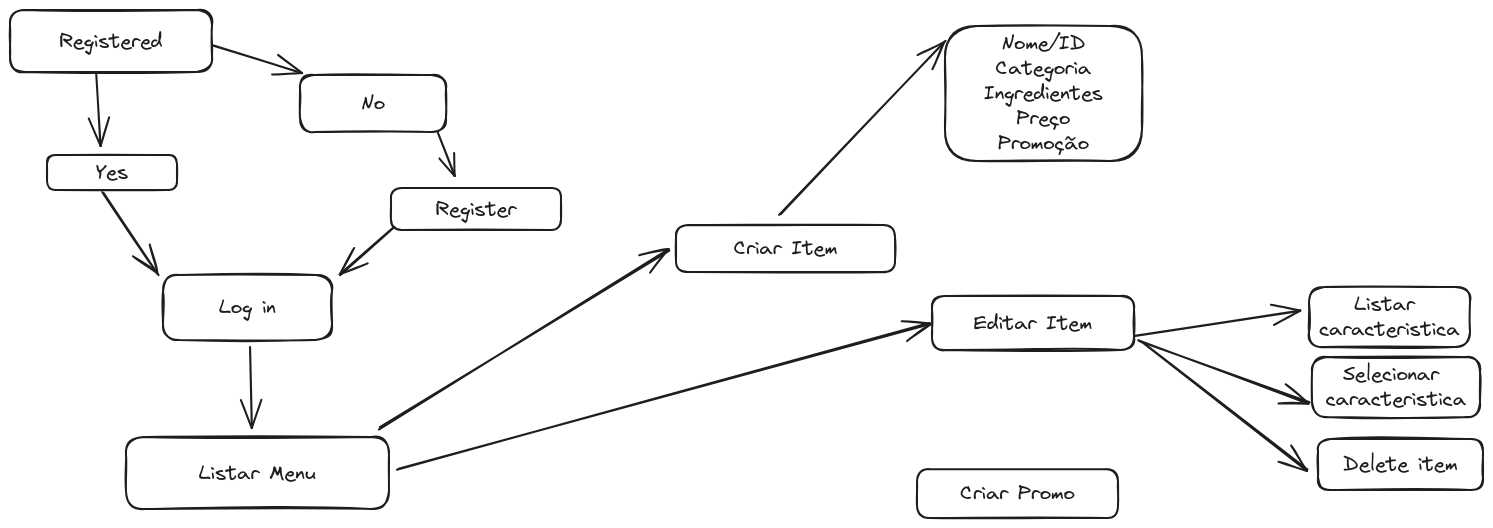 Registered
No
Yes
Register
Log in
Listar Menu
Criar Item
Nome/ID
Categoria
Ingredientes
Preço
Promoção
Editar Item
Listar
caracteristica
Selecionar
caracteristica
Delete item
Criar Promo